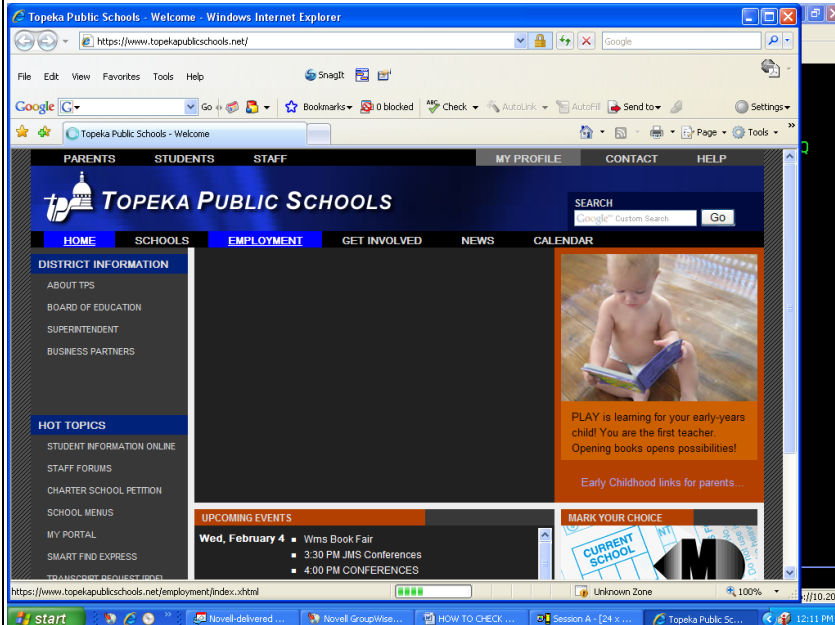 Topeka Public Schools - Welcome - Windows Internet Explorer
https://www.topekapublicschools.net/
Google
File Edit View Favorites Tools Help
SnagIt
Google G Go Bookmarks 0 blocked Check AutoLink AutoFill Send to Settings
Topeka Public Schools - Welcome
Page Tools
PARENTS STUDENTS STAFF MY PROFILE CONTACT HELP
tps TOPEKA PUBLIC SCHOOLS
SEARCH
Google™ Custom Search Go
HOME SCHOOLS EMPLOYMENT GET INVOLVED NEWS CALENDAR
DISTRICT INFORMATION
ABOUT TPS
BOARD OF EDUCATION
SUPERINTENDENT
BUSINESS PARTNERS
HOT TOPICS
STUDENT INFORMATION ONLINE
STAFF FORUMS
CHARTER SCHOOL PETITION
SCHOOL MENUS
MY PORTAL
SMART FIND EXPRESS
TRANSCRIPT REQUEST (PDF)
PLAY is learning for your early-years
child! You are the first teacher.
Opening books opens possibilities!
Early Childhood links for parents...
UPCOMING EVENTS
Wed, February 4 ▪ Wms Book Fair
▪ 3:30 PM JMS Conferences
▪ 4:00 PM CONFERENCES
MARK YOUR CHOICE
CURRENT
SCHOOL
https://www.topekapublicschools.net/employment/index.xhtml
Unknown Zone
100%
://10.20
start
Novell-delivered ...
Novell GroupWise...
HOW TO CHECK ...
Session A - [24 x ...
Topeka Public Sc...
12:11 PM